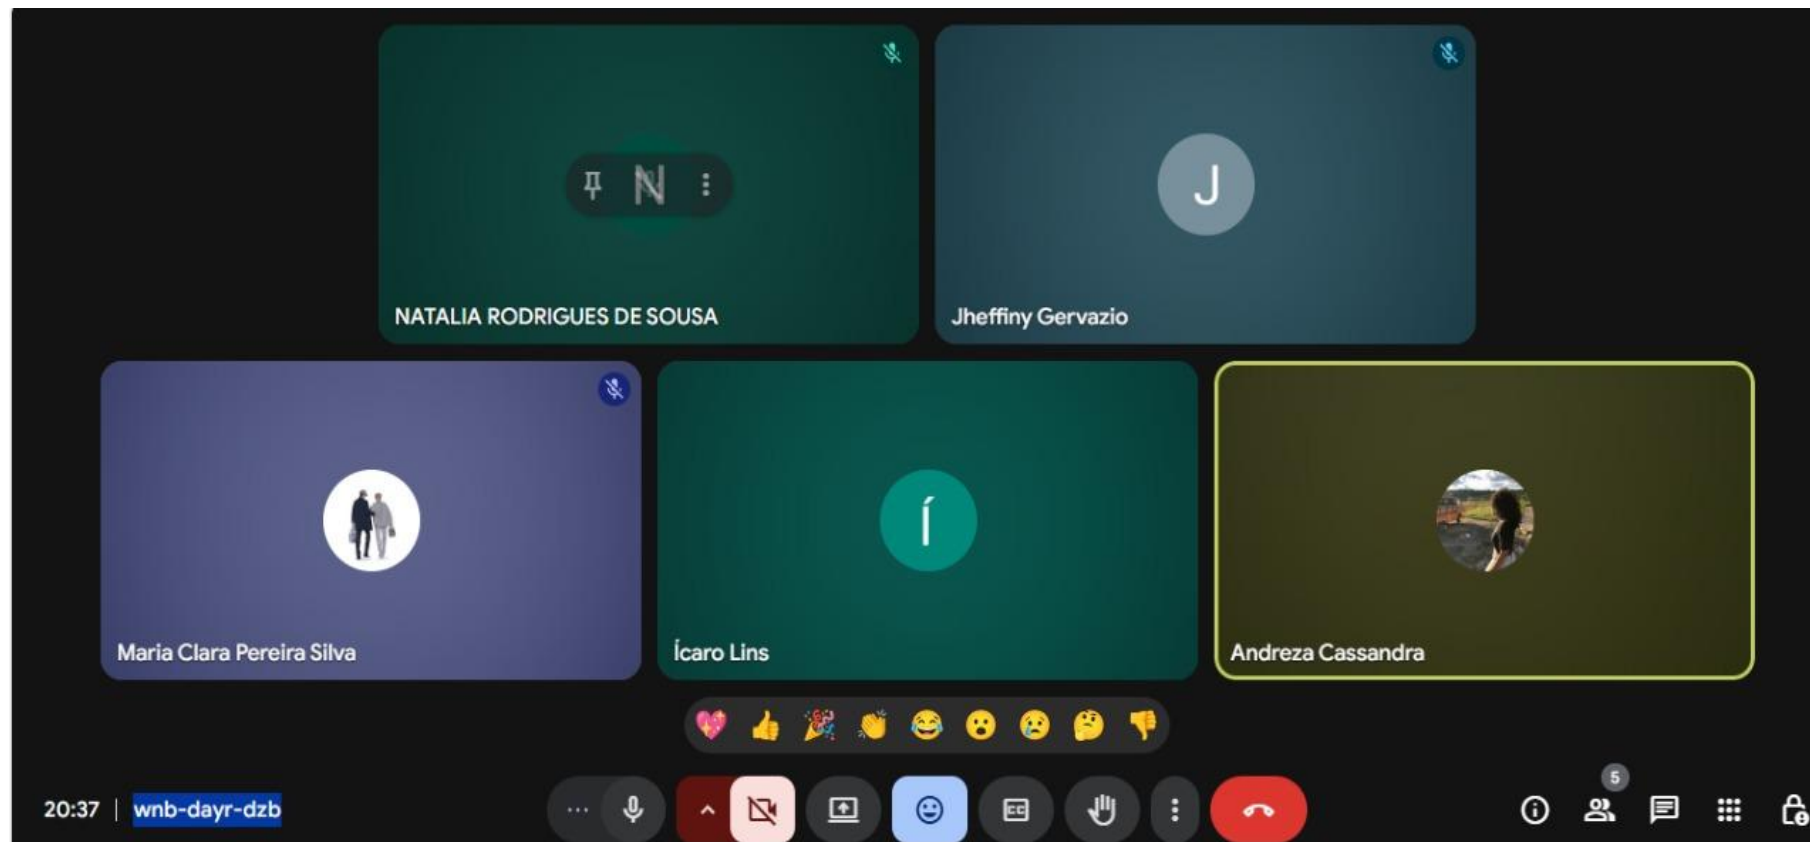 N
NATALIA RODRIGUES DE SOUSA
J
Jheffiny Gervazio
Maria Clara Pereira Silva
Í
Ícaro Lins
Andreza Cassandra
20:37 | wnb-dayr-dzb
CC
5